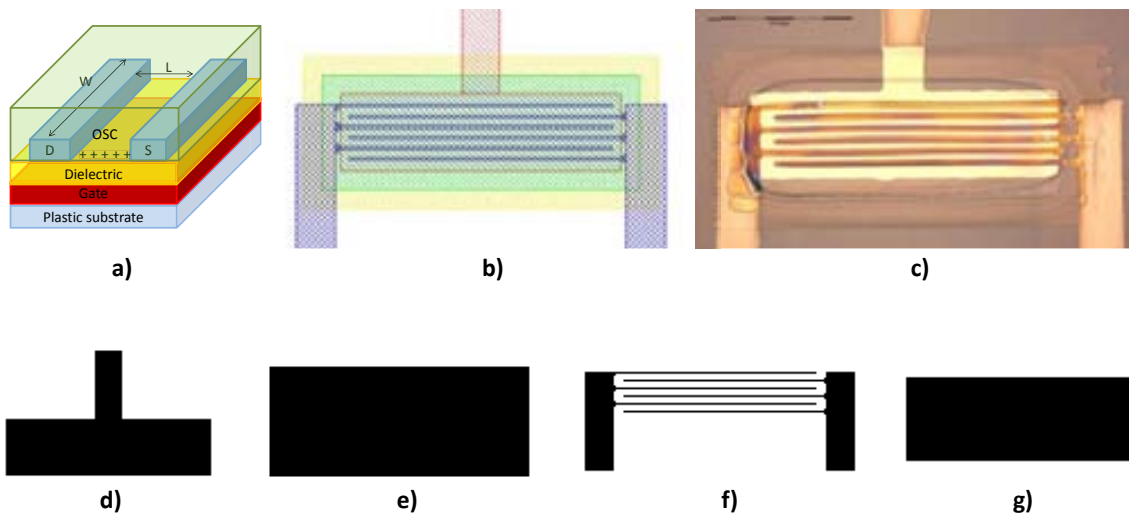 W
L
OSC
D
+ + + + +
S
Dielectric
Gate
Plastic substrate
a)
b)
c)
d)
e)
f)
g)